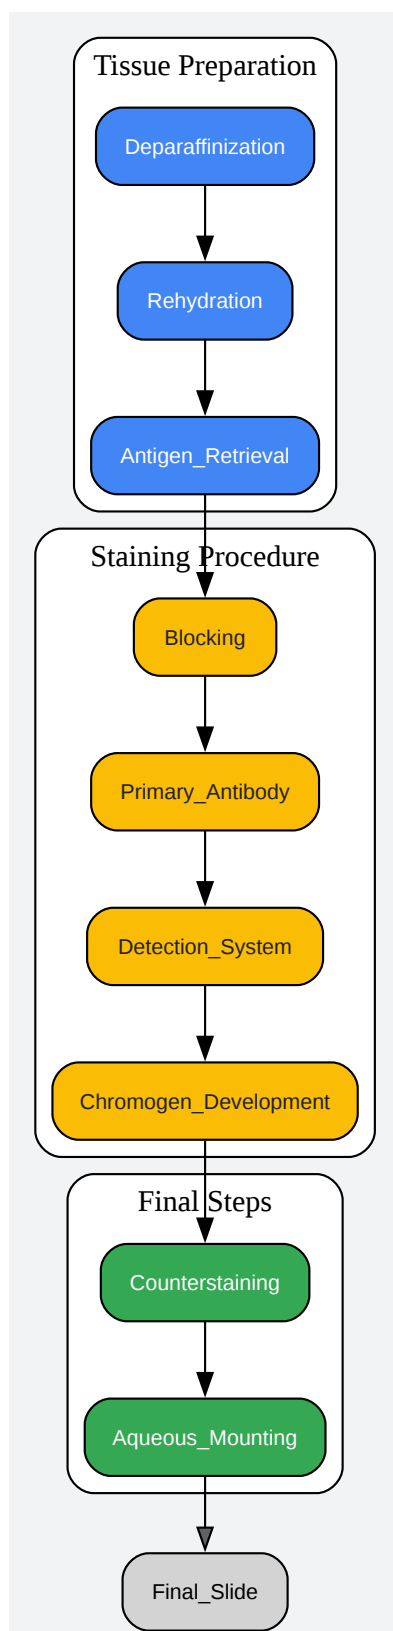 Tissue Preparation
Deparaffinization
Rehydration
Antigen_Retrieval
Staining Procedure
Blocking
Primary_Antibody
Detection_System
Chromogen_Development
Final Steps
Counterstaining
Aqueous_Mounting
Final_Slide